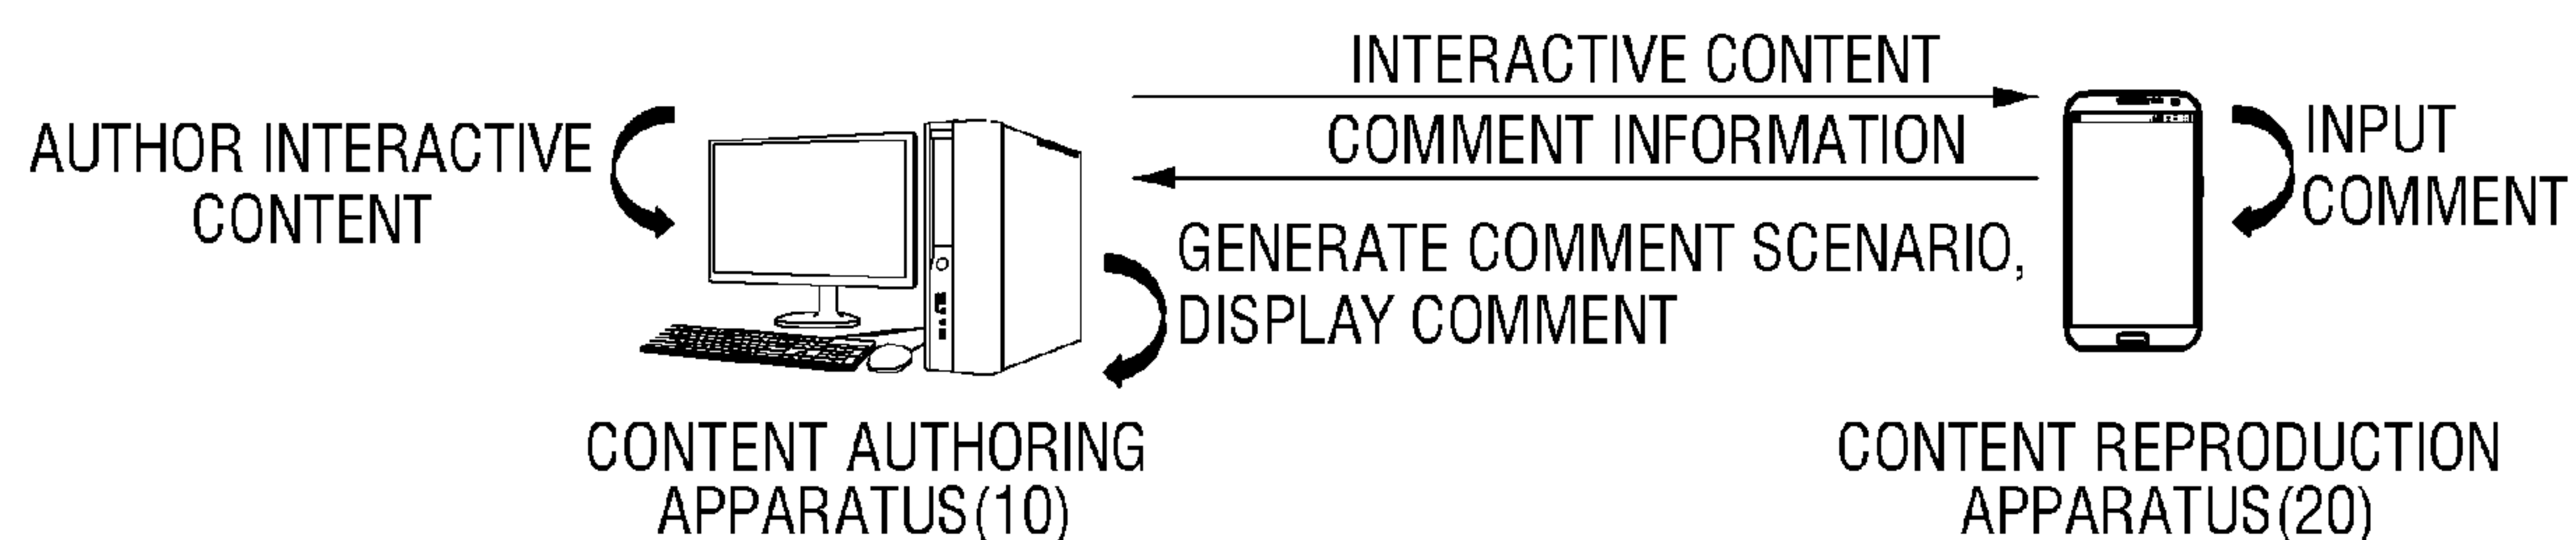 AUTHOR INTERACTIVE
CONTENT
INTERACTIVE CONTENT
COMMENT INFORMATION
GENERATE COMMENT SCENARIO,
DISPLAY COMMENT
INPUT
COMMENT
CONTENT AUTHORING
APPARATUS(10)
CONTENT REPRODUCTION
APPARATUS(20)